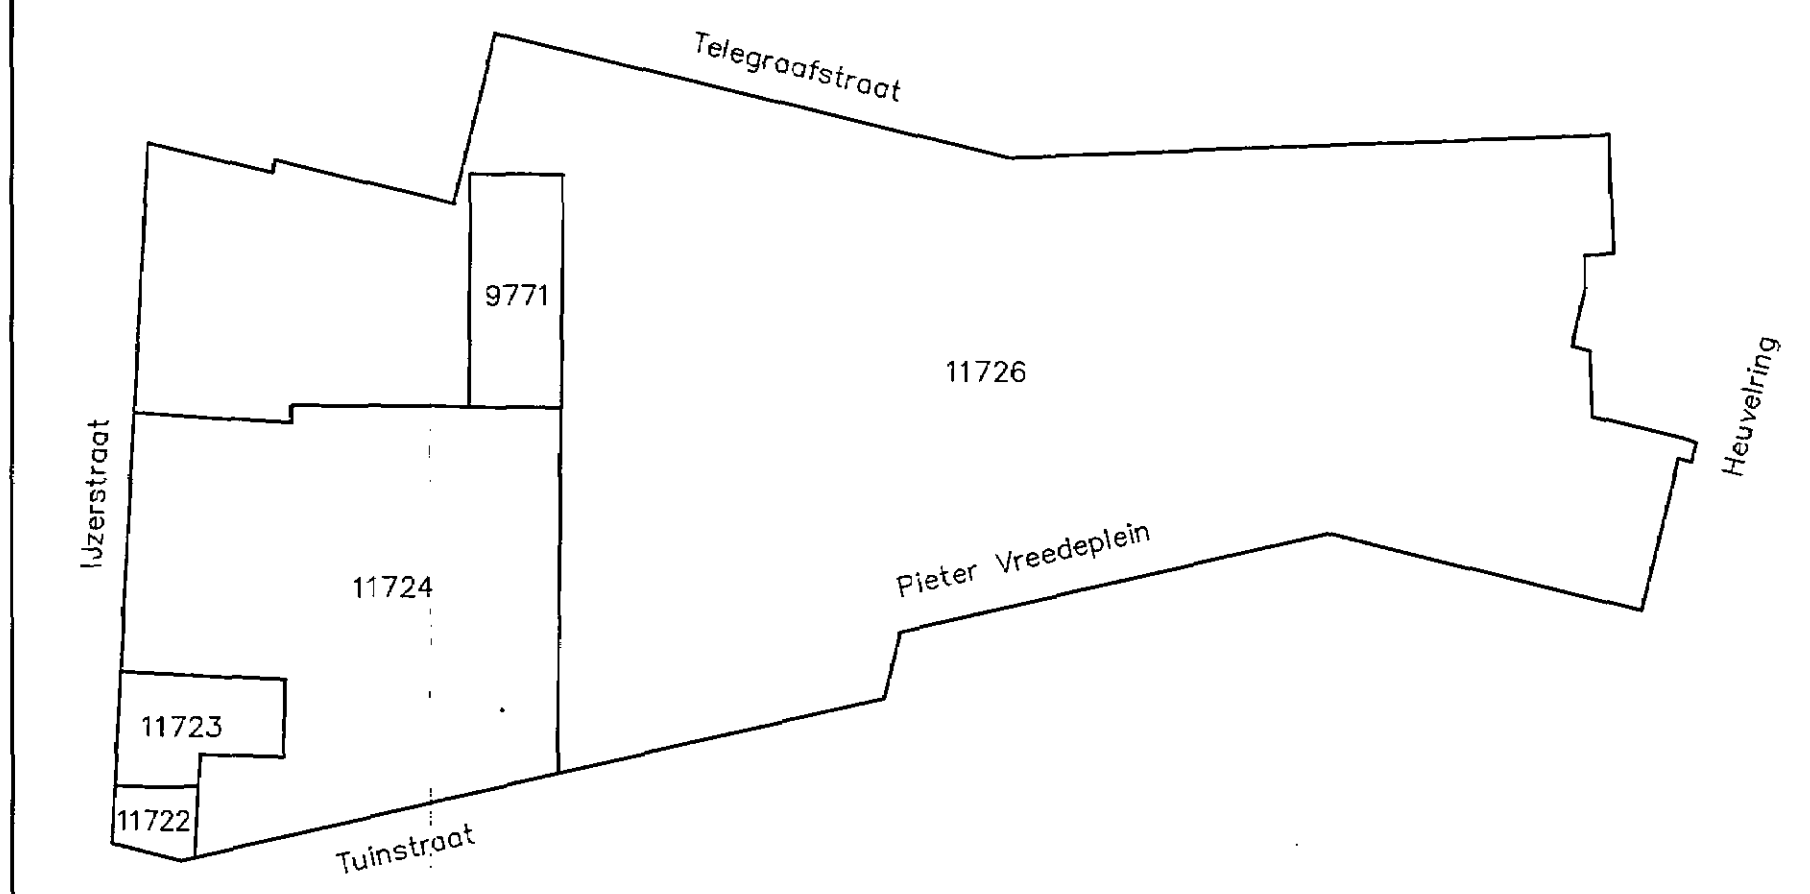 Telegraafstraat
9771
11726
Heuvelring
IJzerstraat
Pieter Vreedeplein
11724
11723
11722
Tuinstraat